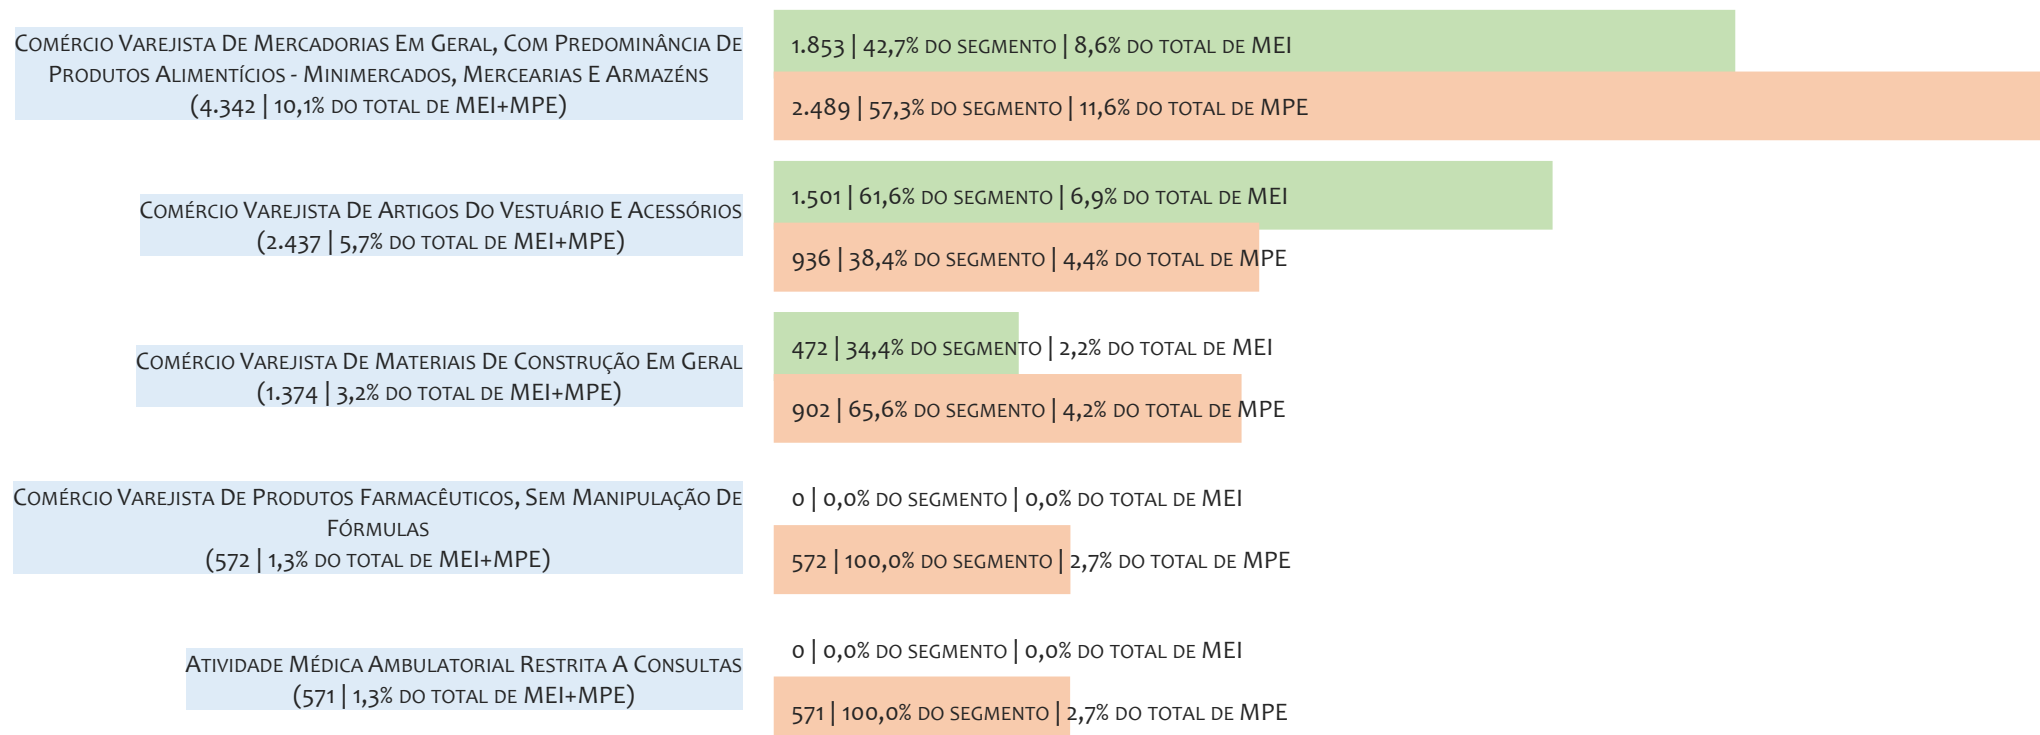 Comércio Varejista De Mercadorias Em Geral, Com Predominância De
Produtos Alimentícios - Minimercados, Mercearias E Armazéns
(4.342 | 10,1% do total de MEI+MPE)
1.853 | 42,7% do segmento | 8,6% do total de MEI
2.489 | 57,3% do segmento | 11,6% do total de MPE
Comércio Varejista De Artigos Do Vestuário E Acessórios
(2.437 | 5,7% do total de MEI+MPE)
1.501 | 61,6% do segmento | 6,9% do total de MEI
936 | 38,4% do segmento | 4,4% do total de MPE
Comércio Varejista De Materiais De Construção Em Geral
(1.374 | 3,2% do total de MEI+MPE)
472 | 34,4% do segmento | 2,2% do total de MEI
902 | 65,6% do segmento | 4,2% do total de MPE
Comércio Varejista De Produtos Farmacêuticos, Sem Manipulação De
Fórmulas
(572 | 1,3% do total de MEI+MPE)
0 | 0,0% do segmento | 0,0% do total de MEI
572 | 100,0% do segmento | 2,7% do total de MPE
Atividade Médica Ambulatorial Restrita A Consultas
(571 | 1,3% do total de MEI+MPE)
0 | 0,0% do segmento | 0,0% do total de MEI
571 | 100,0% do segmento | 2,7% do total de MPE